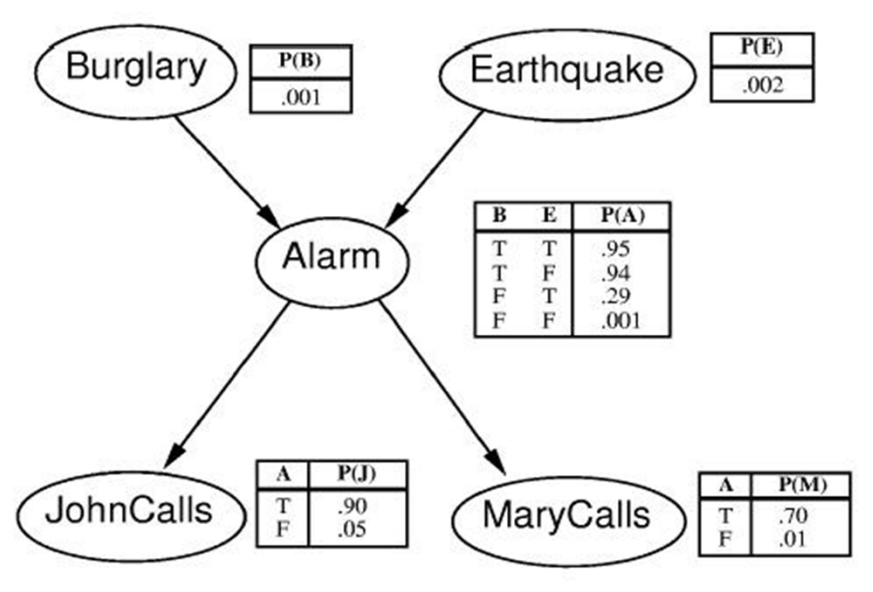 Burglary
P(B)
.001
Earthquake
P(E)
.002
Alarm
B E P(A)
T T .95
T F .94
F T .29
F F .001
JohnCalls
A P(J)
T .90
F .05
MaryCalls
A P(M)
T .70
F .01